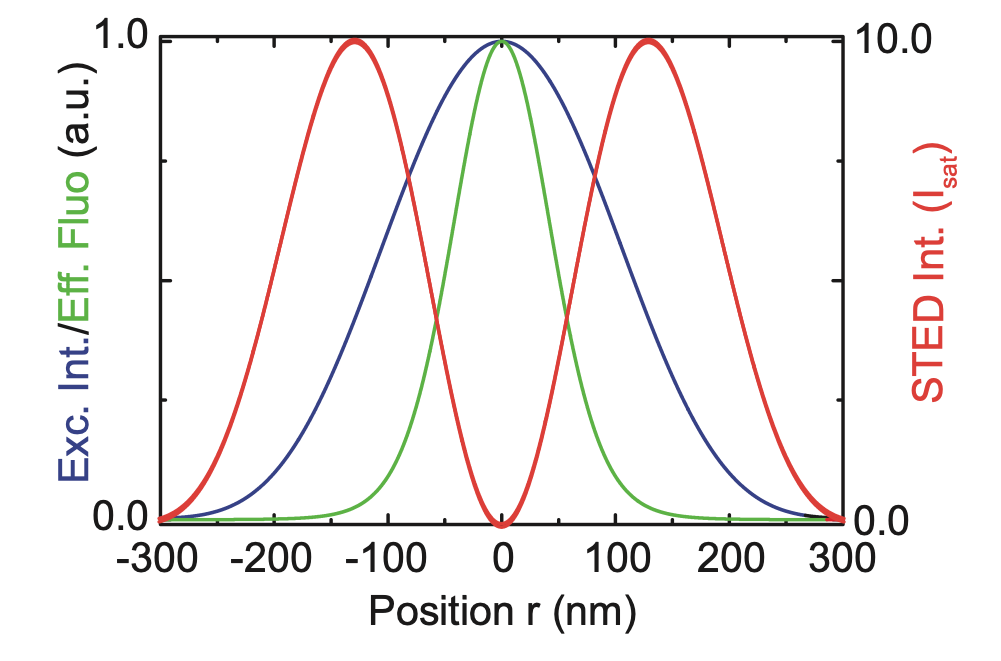 1.0
10.0
Exc. Int./Eff. Fluo (a.u.)
STED Int. (Isat)
0.0
0.0
-300 -200 -100 0 100 200 300
Position r (nm)